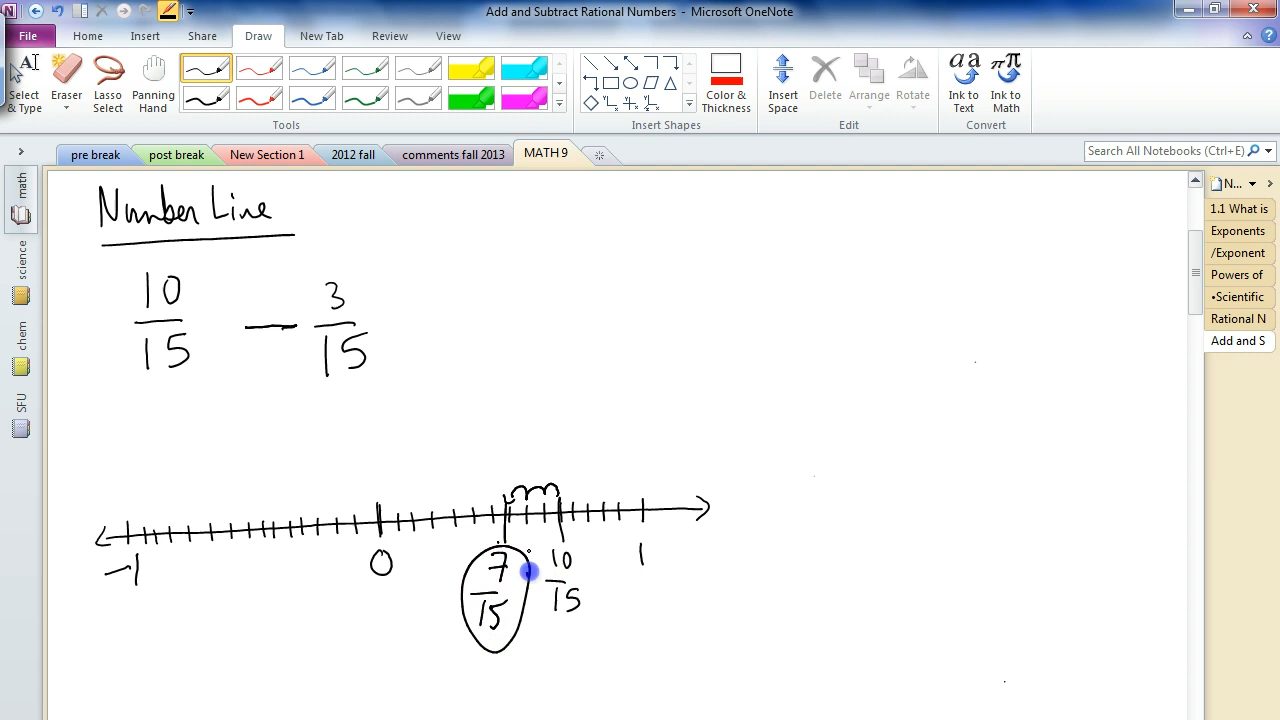 Add and Subtract Rational Numbers - Microsoft OneNote
File Home Insert Share Draw New Tab Review View
Select & Type
Eraser
Lasso Select
Panning Hand
Color & Thickness
Insert Space
Delete
Arrange
Rotate
Ink to Text
Ink to Math
Tools Insert Shapes Edit Convert
pre break post break New Section 1 2012 fall comments fall 2013 MATH 9
Search All Notebooks (Ctrl+E)
N...
math
science
chem
SFU
1.1 What is
Exponents
/Exponent
Powers of
•Scientific
Rational N
Add and S
Number Line
10 — 3
15 15
-1 0 7 10 1
15 15